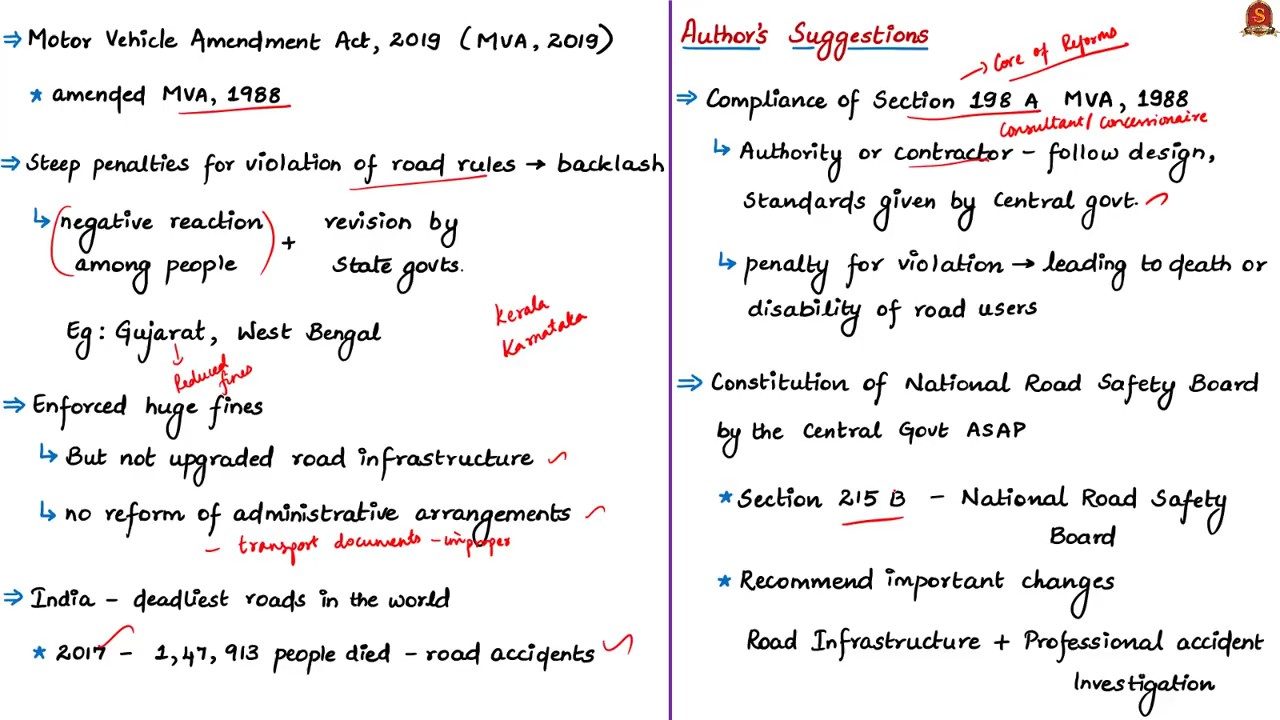 ⇒ Motor Vehicle Amendment Act, 2019 (MVA, 2019)
* amended MVA, 1988
⇒ Steep penalties for violation of road rules → backlash
↳ (negative reaction among people) + revision by State govts.
Eg: Gujarat, West Bengal
Kerala
Karnataka
↓
Reduced
fines
⇒ Enforced huge fines
↳ But not upgraded road infrastructure
↳ no reform of administrative arrangements
- transport documents - improper
⇒ India - deadliest roads in the world
* 2017 - 1,47,913 people died - road accidents
Author's Suggestions
→ Core of Reforms
⇒ Compliance of Section 198 A MVA, 1988
Consultant/Concessionaire
↳ Authority or contractor - follow design,
standards given by Central govt.
↳ penalty for violation → leading to death or
disability of road users
⇒ Constitution of National Road Safety Board
by the Central Govt ASAP
* Section 215 B - National Road Safety
Board
* Recommend important changes
Road Infrastructure + Professional accident
Investigation
S